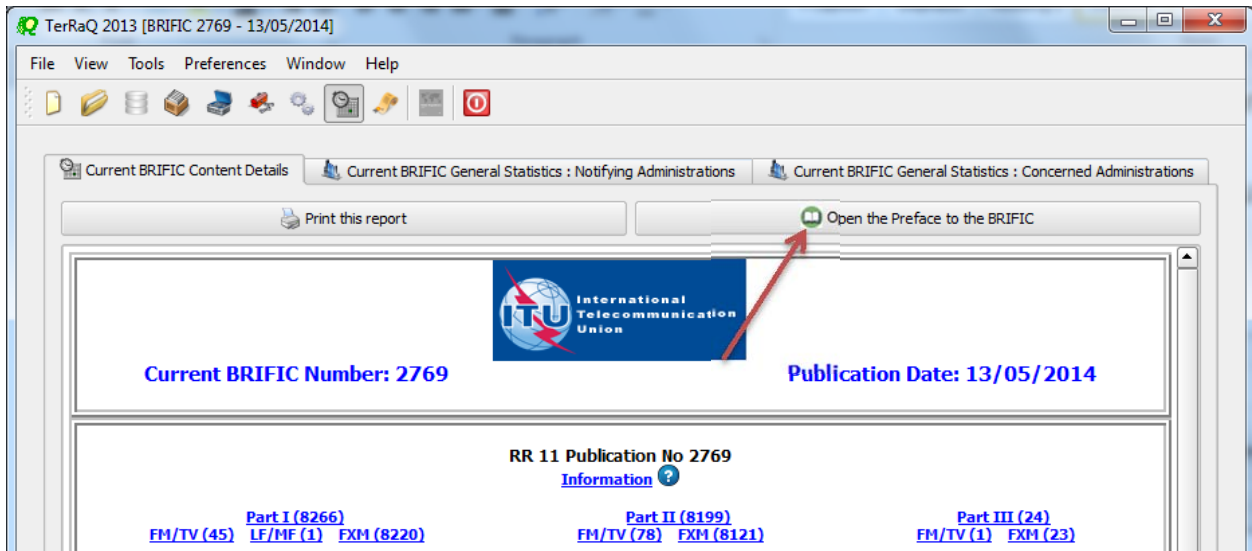 TerRaQ 2013 [BRIFIC 2769 - 13/05/2014]
File View Tools Preferences Window Help
Current BRIFIC Content Details Current BRIFIC General Statistics : Notifying Administrations Current BRIFIC General Statistics : Concerned Administrations
Print this report Open the Preface to the BRIFIC
ITU
International
Telecommunication
Union
Current BRIFIC Number: 2769 Publication Date: 13/05/2014
RR 11 Publication No 2769
Information ?
Part I (8266) Part II (8199) Part III (24)
FM/TV (45) LF/MF (1) FXM (8220) FM/TV (78) FXM (8121) FM/TV (1) FXM (23)